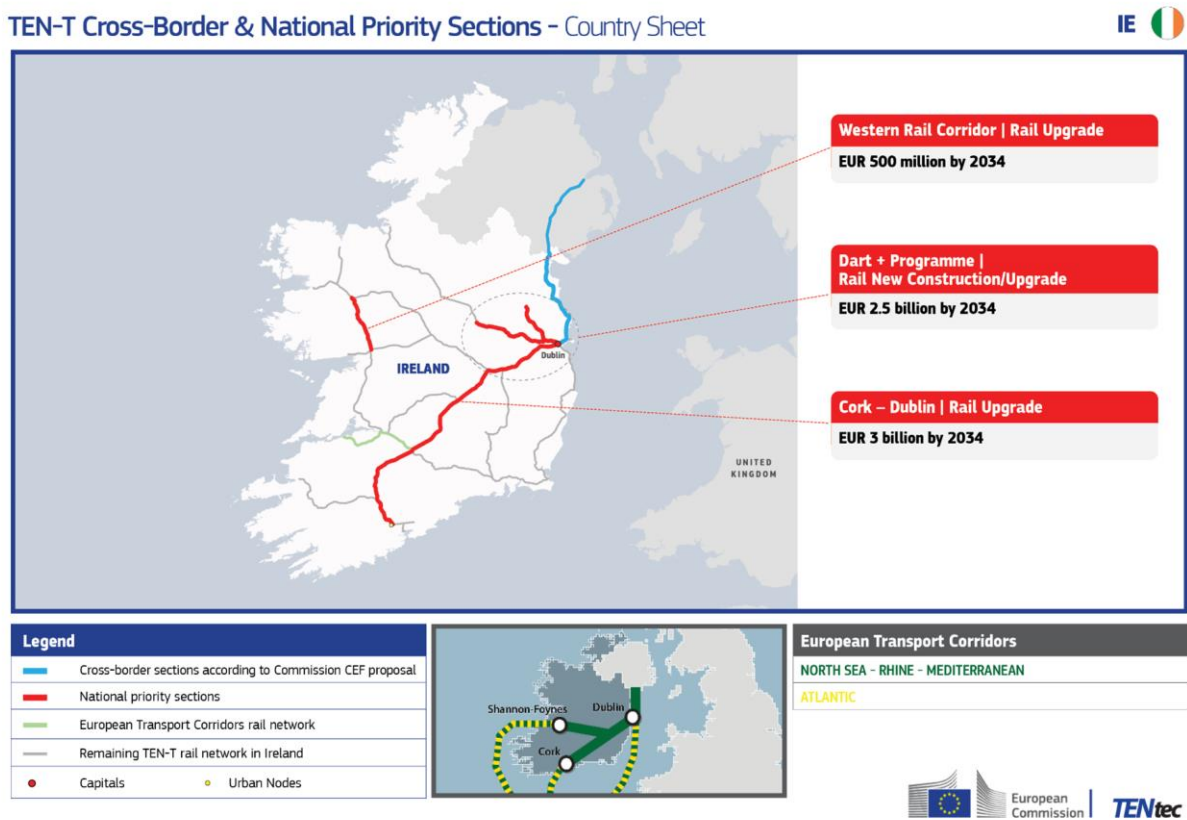 TEN-T Cross-Border & National Priority Sections - Country Sheet
IE
Western Rail Corridor | Rail Upgrade
EUR 500 million by 2034
Dart + Programme |
Rail New Construction/Upgrade
EUR 2.5 billion by 2034
Cork – Dublin | Rail Upgrade
EUR 3 billion by 2034
Dublin
IRELAND
UNITED
KINGDOM
Legend
Cross-border sections according to Commission CEF proposal
National priority sections
European Transport Corridors rail network
Remaining TEN-T rail network in Ireland
Capitals
Urban Nodes
Shannon-Foynes
Dublin
Cork
European Transport Corridors
NORTH SEA - RHINE - MEDITERRANEAN
ATLANTIC
European
Commission
TENtec